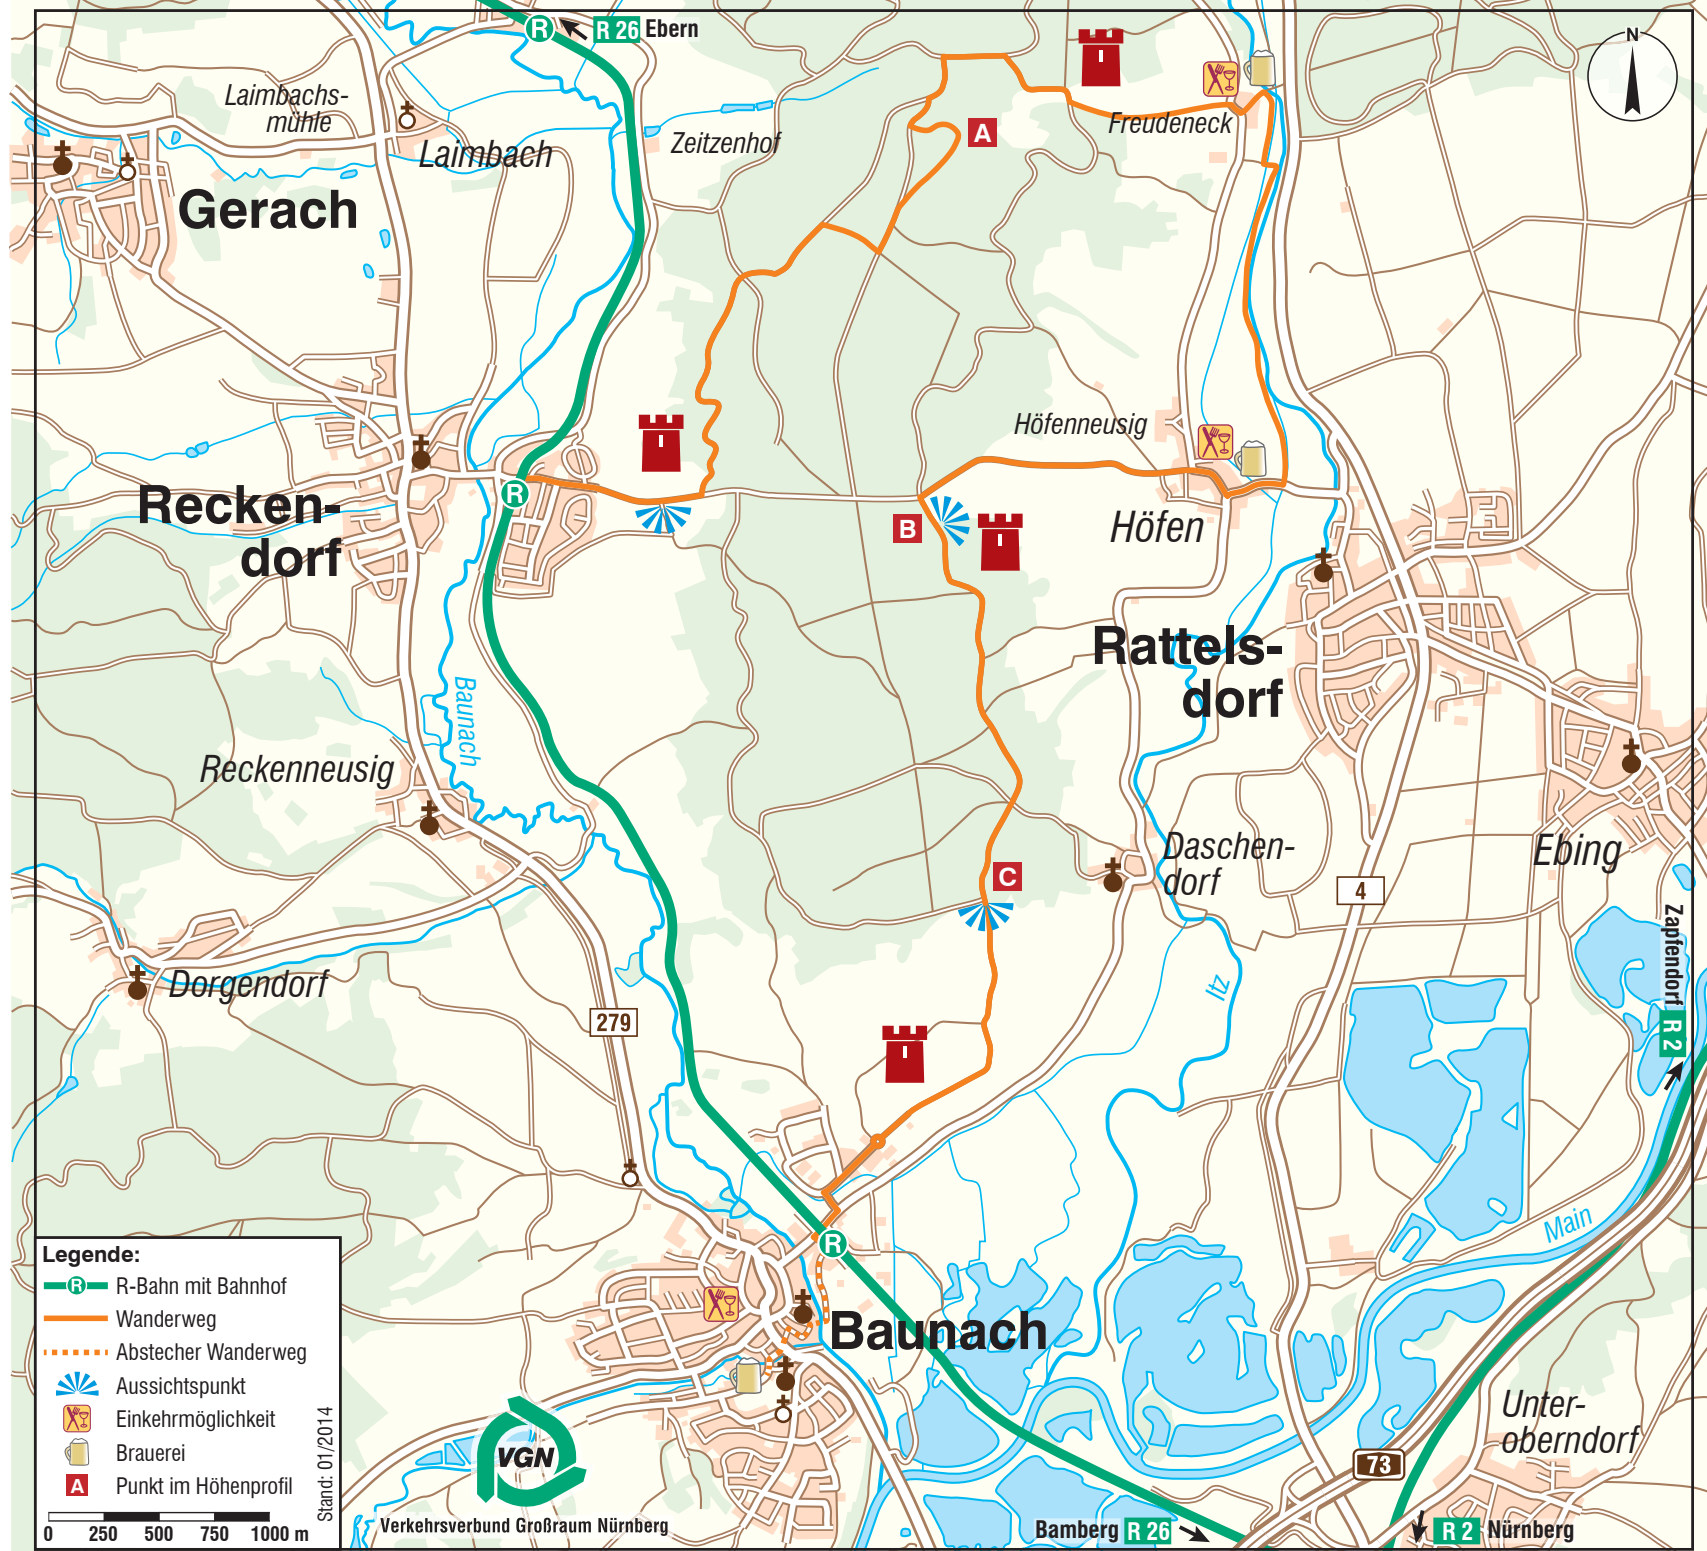 R
R 26 Ebern
N
Laimbachs-
mühle
Laimbach
Zeitzenhof
A
Freudeneck
Gerach
Höfenneusig
Recken-
dorf
R
B
Höfen
Rattels-
dorf
Baunach
Reckenneusig
Daschen-
dorf
C
4
Ebing
Zapfendorf
R 2
Dorgendorf
Itz
279
Main
R
Baunach
Unter-
oberndorf
73
Legende:
R R-Bahn mit Bahnhof
Wanderweg
Abstecher Wanderweg
Aussichtspunkt
Einkehrmöglichkeit
Brauerei
A Punkt im Höhenprofil
0 250 500 750 1000 m
Stand: 01/2014
VGN
Verkehrsverbund Großraum Nürnberg
Bamberg R 26
R 2 Nürnberg